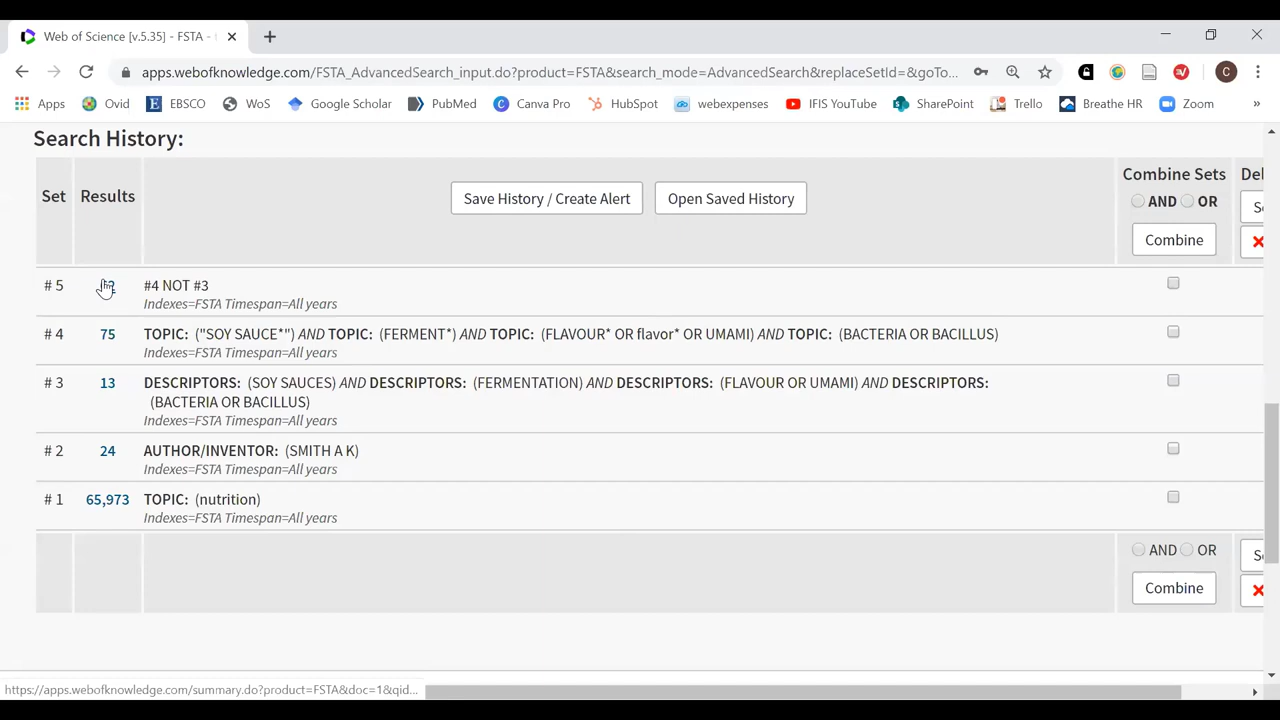 Web of Science [v.5.35] - FSTA -
apps.webofknowledge.com/FSTA_AdvancedSearch_input.do?product=FSTA&search_mode=AdvancedSearch&replaceSetId=&goTo...
C
Apps Ovid EBSCO WoS Google Scholar PubMed Canva Pro HubSpot webexpenses IFIS YouTube SharePoint Trello Breathe HR Zoom »
Search History:
Set Results Save History / Create Alert Open Saved History Combine Sets Del
AND OR
Combine
# 5 #4 NOT #3
Indexes=FSTA Timespan=All years
# 4 75 TOPIC: ("SOY SAUCE*") AND TOPIC: (FERMENT*) AND TOPIC: (FLAVOUR* OR flavor* OR UMAMI) AND TOPIC: (BACTERIA OR BACILLUS)
Indexes=FSTA Timespan=All years
# 3 13 DESCRIPTORS: (SOY SAUCES) AND DESCRIPTORS: (FERMENTATION) AND DESCRIPTORS: (FLAVOUR OR UMAMI) AND DESCRIPTORS:
(BACTERIA OR BACILLUS)
Indexes=FSTA Timespan=All years
# 2 24 AUTHOR/INVENTOR: (SMITH A K)
Indexes=FSTA Timespan=All years
# 1 65,973 TOPIC: (nutrition)
Indexes=FSTA Timespan=All years
AND OR
Combine
https://apps.webofknowledge.com/summary.do?product=FSTA&doc=1&qid...